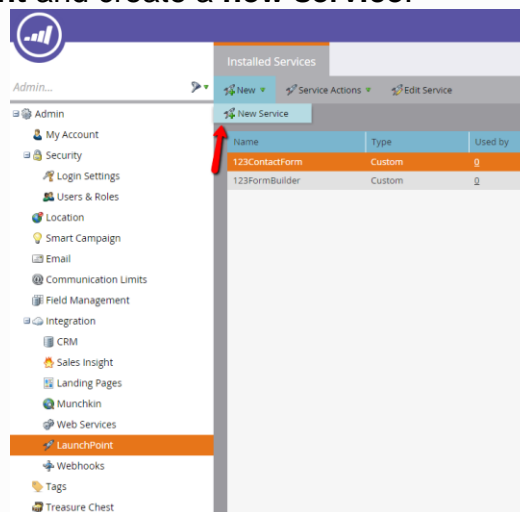 nt and create a new service.
Installed Services
Admin...
New
Service Actions
Edit Service
New Service
Admin
My Account
Security
Login Settings
Users & Roles
Location
Smart Campaign
Email
Communication Limits
Field Management
Integration
CRM
Sales Insight
Landing Pages
Munchkin
Web Services
LaunchPoint
Webhooks
Tags
Treasure Chest
Name Type Used by
123ContactForm Custom 0
123FormBuilder Custom 0